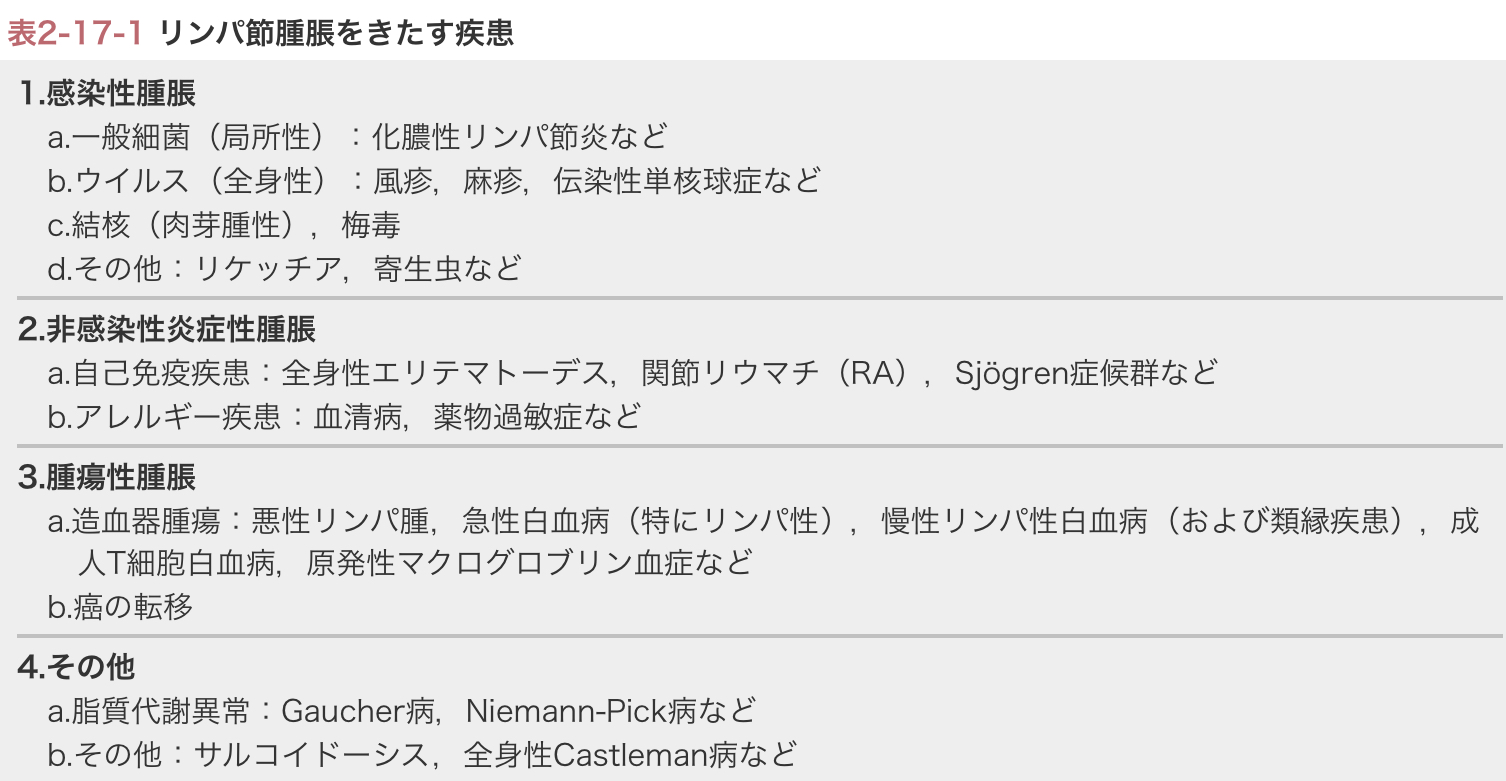 表2-17-1 リンパ節腫脹をきたす疾患
1.感染性腫脹
a.一般細菌（局所性）：化膿性リンパ節炎など
b.ウイルス（全身性）：風疹，麻疹，伝染性単核球症など
c.結核（肉芽腫性），梅毒
d.その他：リケッチア，寄生虫など
2.非感染性炎症性腫脹
a.自己免疫疾患：全身性エリテマトーデス，関節リウマチ（RA），Sjögren症候群など
b.アレルギー疾患：血清病，薬物過敏症など
3.腫瘍性腫脹
a.造血器腫瘍：悪性リンパ腫，急性白血病（特にリンパ性），慢性リンパ性白血病（および類縁疾患），成
人T細胞白血病，原発性マクログロブリン血症など
b.癌の転移
4.その他
a.脂質代謝異常：Gaucher病，Niemann-Pick病など
b.その他：サルコイドーシス，全身性Castleman病など